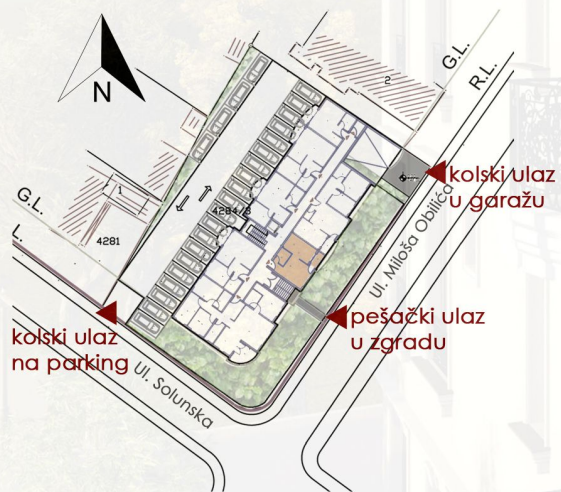 G.L.
R.L.
2
N
kolski ulaz
u garažu
1
4284/3
G.L.
L.
4281
Ul. Miloša Obilića
pešački ulaz
u zgradu
kolski ulaz
na parking
Ul. Solunska